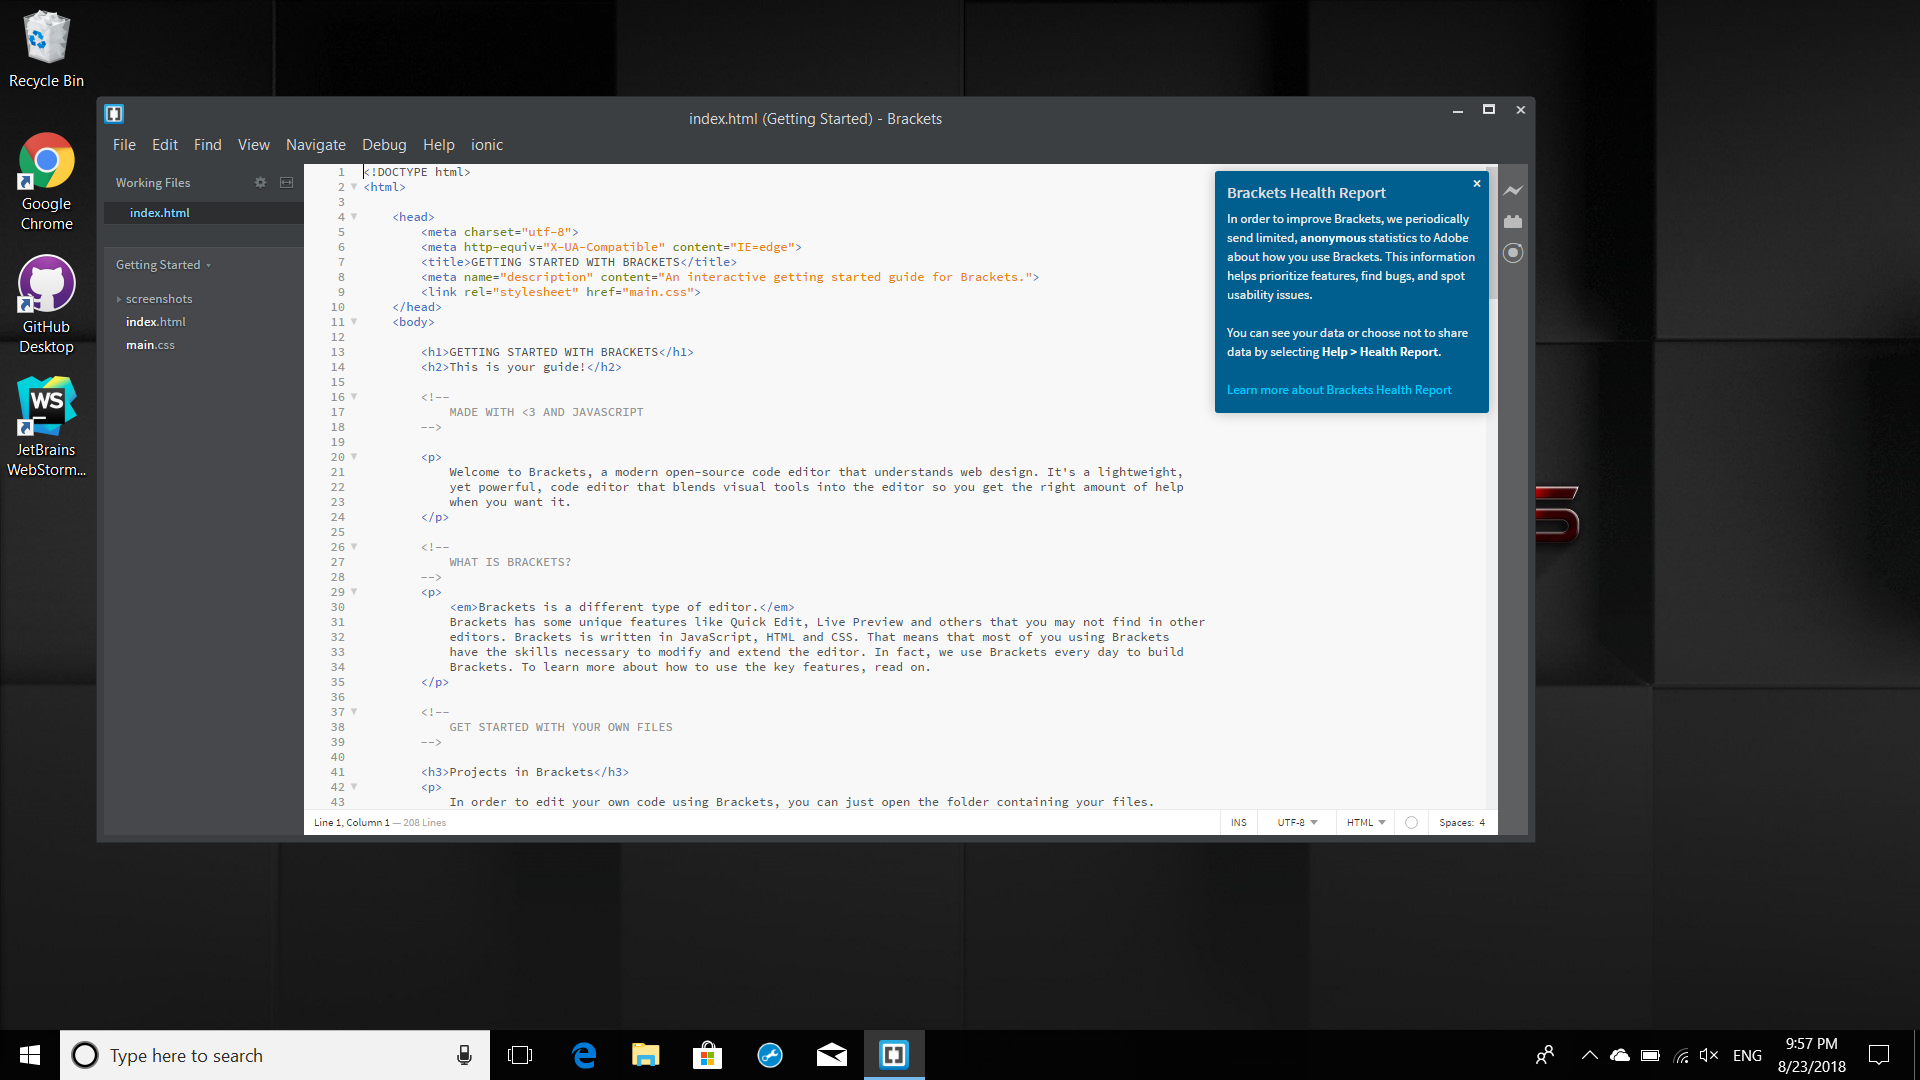 Recycle Bin
Google
Chrome
GitHub
Desktop
WS
JetBrains
WebStorm...
index.html (Getting Started) - Brackets
File Edit Find View Navigate Debug Help ionic
Working Files
index.html
Getting Started
screenshots
index.html
main.css
1 <!DOCTYPE html>
2 <html>
3
4 <head>
5 <meta charset="utf-8">
6 <meta http-equiv="X-UA-Compatible" content="IE=edge">
7 <title>GETTING STARTED WITH BRACKETS</title>
8 <meta name="description" content="An interactive getting started guide for Brackets.">
9 <link rel="stylesheet" href="main.css">
10 </head>
11 <body>
12
13 <h1>GETTING STARTED WITH BRACKETS</h1>
14 <h2>This is your guide!</h2>
15
16 <!--
17 MADE WITH <3 AND JAVASCRIPT
18 -->
19
20 <p>
21 Welcome to Brackets, a modern open-source code editor that understands web design. It's a lightweight,
22 yet powerful, code editor that blends visual tools into the editor so you get the right amount of help
23 when you want it.
24 </p>
25
26 <!--
27 WHAT IS BRACKETS?
28 -->
29 <p>
30 <em>Brackets is a different type of editor.</em>
31 Brackets has some unique features like Quick Edit, Live Preview and others that you may not find in other
32 editors. Brackets is written in JavaScript, HTML and CSS. That means that most of you using Brackets
33 have the skills necessary to modify and extend the editor. In fact, we use Brackets every day to build
34 Brackets. To learn more about how to use the key features, read on.
35 </p>
36
37 <!--
38 GET STARTED WITH YOUR OWN FILES
39 -->
40
41 <h3>Projects in Brackets</h3>
42 <p>
43 In order to edit your own code using Brackets, you can just open the folder containing your files.
Brackets Health Report
In order to improve Brackets, we periodically
send limited, anonymous statistics to Adobe
about how you use Brackets. This information
helps prioritize features, find bugs, and spot
usability issues.
You can see your data or choose not to share
data by selecting Help > Health Report.
Learn more about Brackets Health Report
Line 1, Column 1 — 208 Lines
INS UTF-8 HTML Spaces: 4
Type here to search
ENG
9:57 PM
8/23/2018